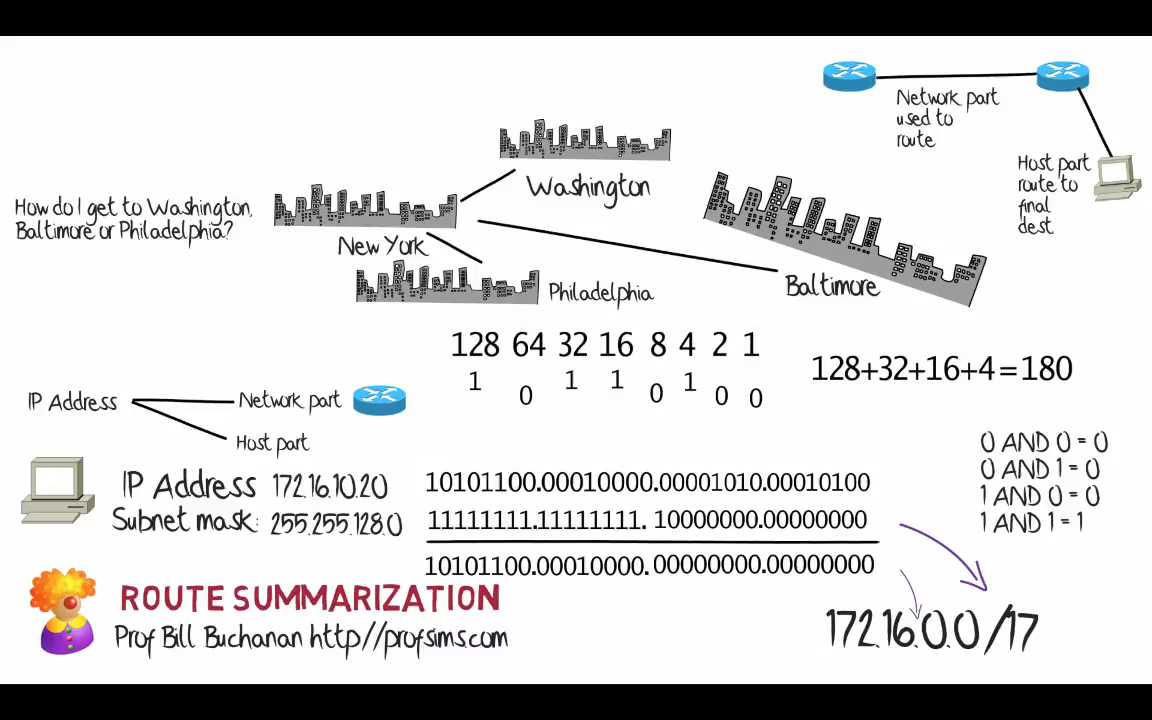 Network part
used to
route
Host part
route to
final
dest
Washington
How do I get to Washington,
Baltimore or Philadelphia?
New York
Baltimore
Philadelphia
128 64 32 16 8 4 2 1
1 0 1 1 0 1 0 0
128+32+16+4=180
IP Address
Network part
Host part
0 AND 0 = 0
0 AND 1 = 0
1 AND 0 = 0
1 AND 1 = 1
IP Address 172.16.10.20 10101100.00010000.00001010.00010100
Subnet mask: 255.255.128.0 11111111.11111111. 10000000.00000000
10101100.00010000. 00000000.00000000
ROUTE SUMMARIZATION
Prof Bill Buchanan http//profsims.com
172.16.0.0/17